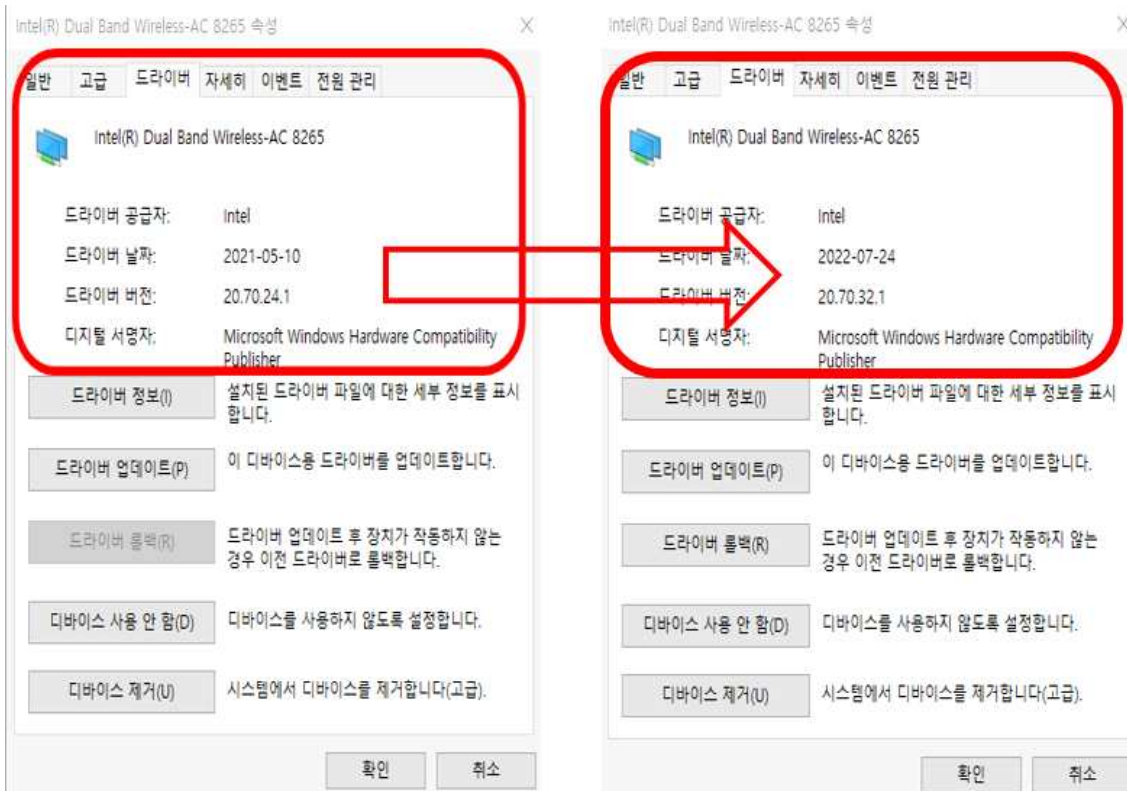 Intel(R) Dual Band Wireless-AC 8265 속성
일반 고급 드라이버 자세히 이벤트 전원 관리
Intel(R) Dual Band Wireless-AC 8265
드라이버 공급자: Intel
드라이버 날짜: 2021-05-10
드라이버 버전: 20.70.24.1
디지털 서명자: Microsoft Windows Hardware Compatibility
Publisher
드라이버 정보(I) 설치된 드라이버 파일에 대한 세부 정보를 표시
합니다.
드라이버 업데이트(P) 이 디바이스용 드라이버를 업데이트합니다.
드라이버 롤백(R) 드라이버 업데이트 후 장치가 작동하지 않는
경우 이전 드라이버로 롤백합니다.
디바이스 사용 안 함(D) 디바이스를 사용하지 않도록 설정합니다.
디바이스 제거(U) 시스템에서 디바이스를 제거합니다(고급).
확인 취소
Intel(R) Dual Band Wireless-AC 8265 속성
일반 고급 드라이버 자세히 이벤트 전원 관리
Intel(R) Dual Band Wireless-AC 8265
드라이버 공급자: Intel
드라이버 날짜: 2022-07-24
드라이버 버전: 20.70.32.1
디지털 서명자: Microsoft Windows Hardware Compatibility
Publisher
드라이버 정보(I) 설치된 드라이버 파일에 대한 세부 정보를 표시
합니다.
드라이버 업데이트(P) 이 디바이스용 드라이버를 업데이트합니다.
드라이버 롤백(R) 드라이버 업데이트 후 장치가 작동하지 않는
경우 이전 드라이버로 롤백합니다.
디바이스 사용 안 함(D) 디바이스를 사용하지 않도록 설정합니다.
디바이스 제거(U) 시스템에서 디바이스를 제거합니다(고급).
확인 취소